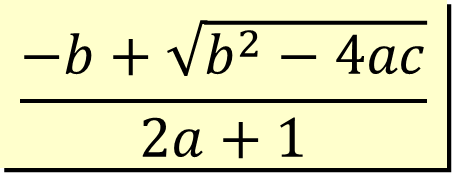 −b + √b² − 4ac
2a + 1